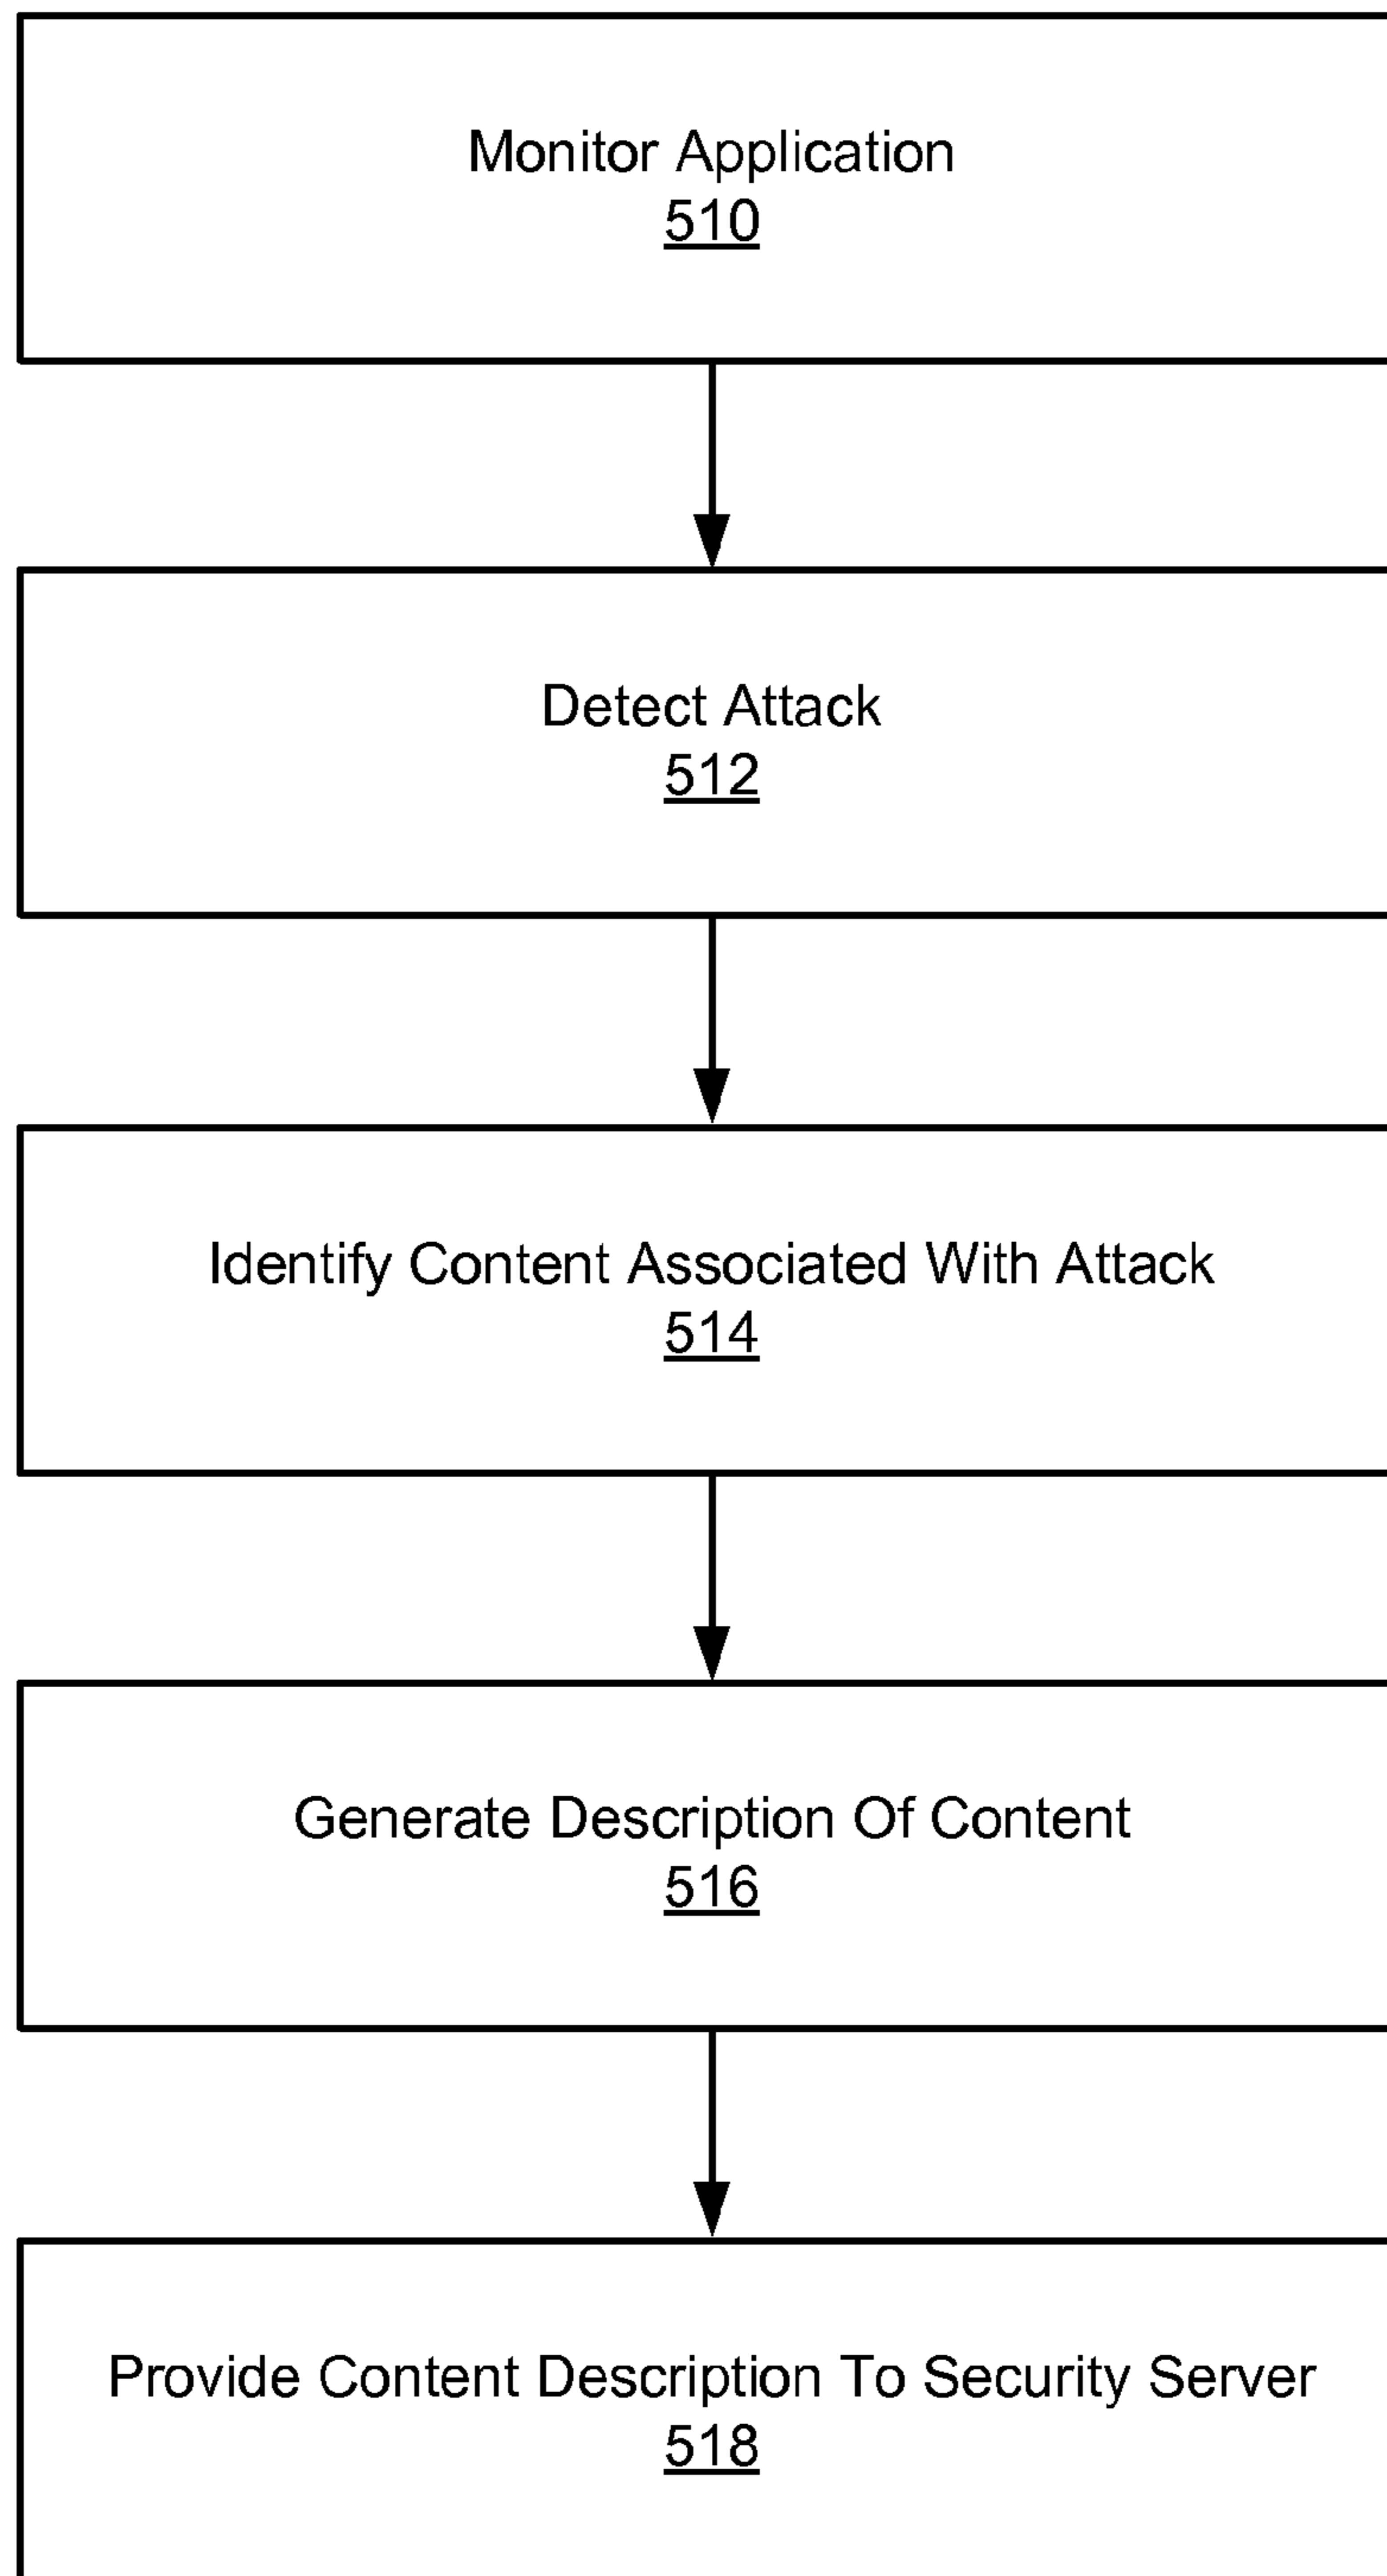 Monitor Application
510
Detect Attack
512
Identify Content Associated With Attack
514
Generate Description Of Content
516
Provide Content Description To Security Server
518